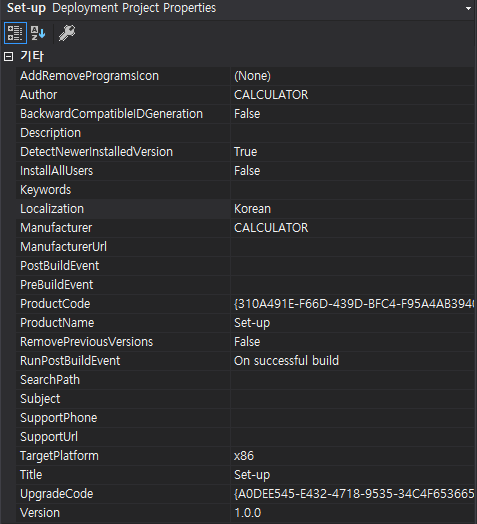 Set-up Deployment Project Properties
기타
AddRemoveProgramsIcon (None)
Author CALCULATOR
BackwardCompatibleIDGeneration False
Description
DetectNewerInstalledVersion True
InstallAllUsers False
Keywords
Localization Korean
Manufacturer CALCULATOR
ManufacturerUrl
PostBuildEvent
PreBuildEvent
ProductCode {310A491E-F66D-439D-BFC4-F95A4AB3940
ProductName Set-up
RemovePreviousVersions False
RunPostBuildEvent On successful build
SearchPath
Subject
SupportPhone
SupportUrl
TargetPlatform x86
Title Set-up
UpgradeCode {A0DEE545-E432-4718-9535-34C4F653665
Version 1.0.0